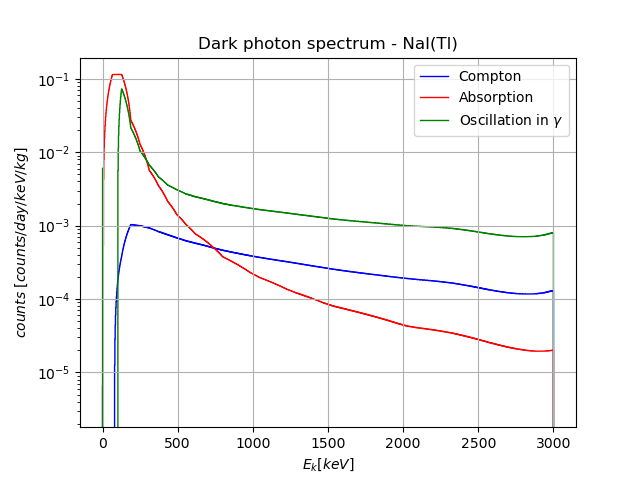 Dark photon spectrum - NaI(Tl)
Compton
Absorption
Oscillation in γ
counts [counts/day/keV/kg]
10⁻¹
10⁻²
10⁻³
10⁻⁴
10⁻⁵
0 500 1000 1500 2000 2500 3000
Eₖ[keV]